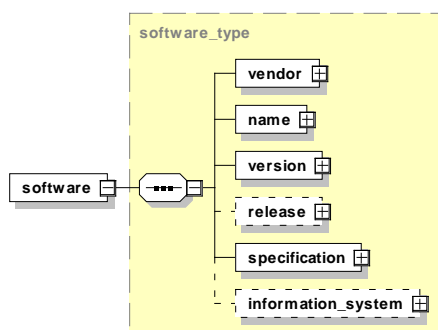 software_type
vendor
name
version
software
release
specification
information_system